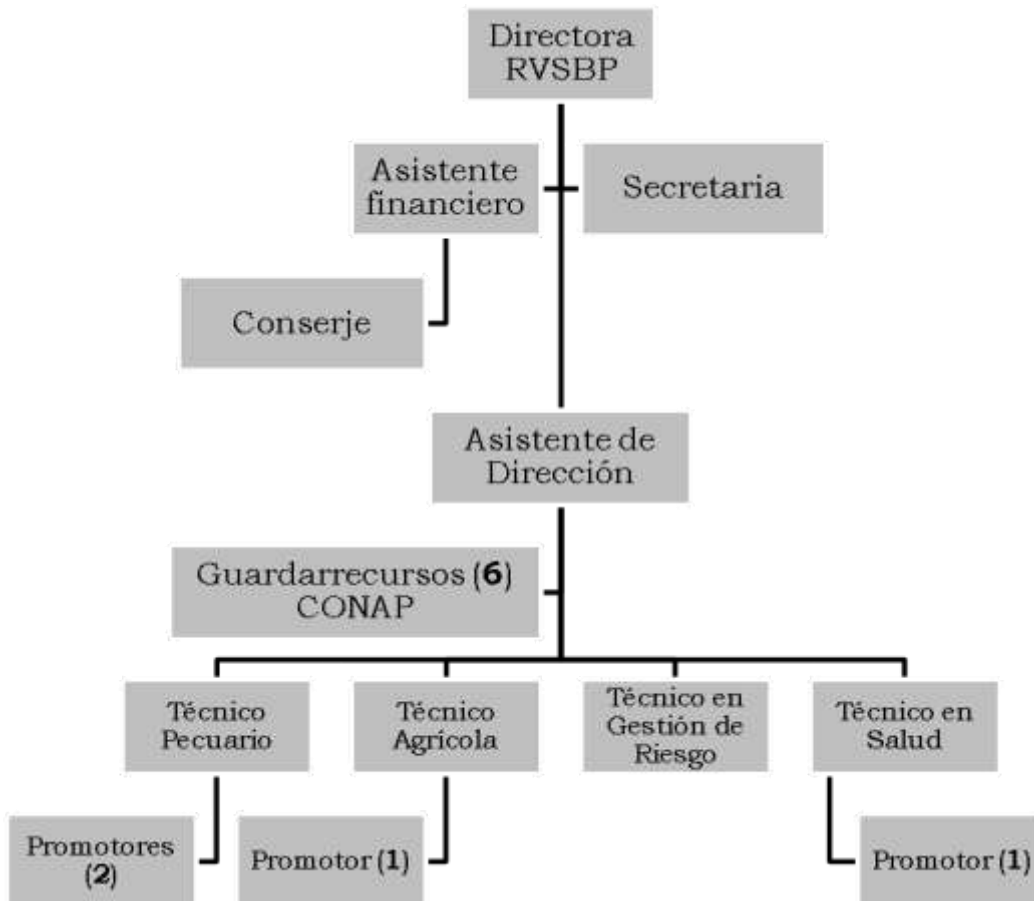 Directora
RVSBP
Asistente
financiero
Secretaria
Conserje
Asistente de
Dirección
Guardarrecursos (6)
CONAP
Técnico
Pecuario
Técnico
Agrícola
Técnico en
Gestión de
Riesgo
Técnico en
Salud
Promotores
(2)
Promotor (1)
Promotor (1)